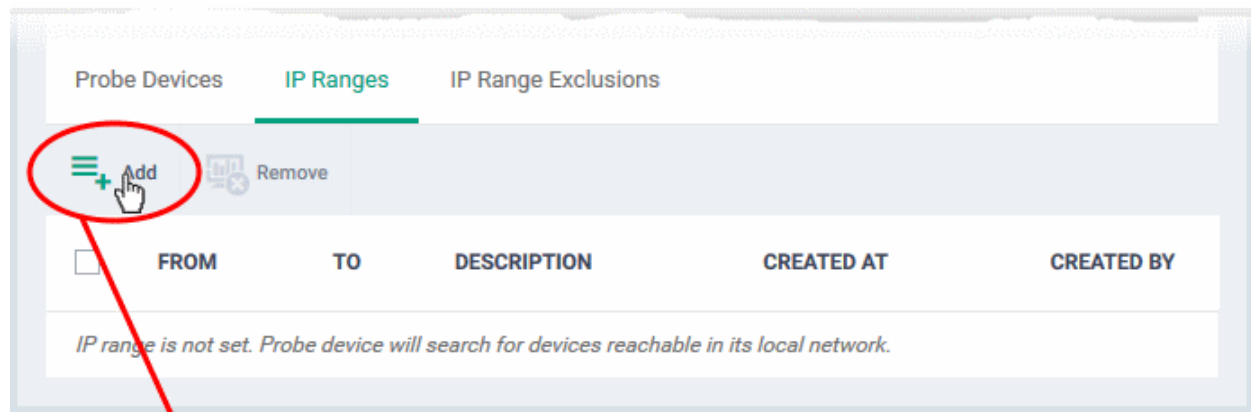 Probe Devices IP Ranges IP Range Exclusions
Add Remove
FROM TO DESCRIPTION CREATED AT CREATED BY
IP range is not set. Probe device will search for devices reachable in its local network.